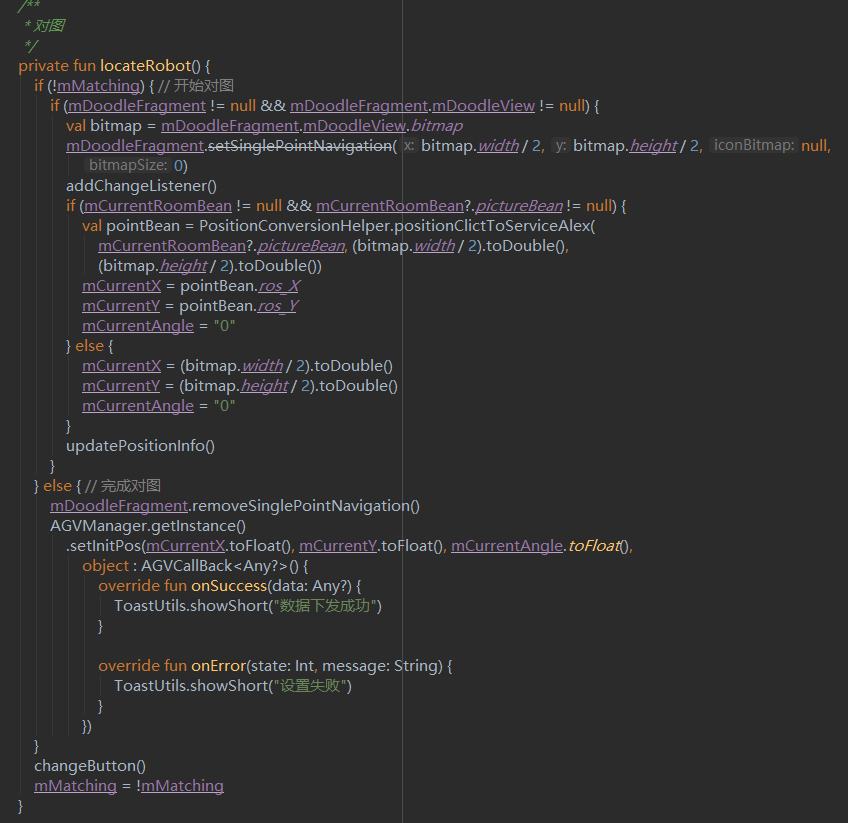 /**
 * 对图
 */
private fun locateRobot() {
    if (!mMatching) { // 开始对图
        if (mDoodleFragment != null && mDoodleFragment.mDoodleView != null) {
            val bitmap = mDoodleFragment.mDoodleView.bitmap
            mDoodleFragment.setSinglePointNavigation( x: bitmap.width / 2, y: bitmap.height / 2, iconBitmap: null,
                bitmapSize: 0)
            addChangeListener()
            if (mCurrentRoomBean != null && mCurrentRoomBean?.pictureBean != null) {
                val pointBean = PositionConversionHelper.positionClictToServiceAlex(
                    mCurrentRoomBean?.pictureBean, (bitmap.width / 2).toDouble(),
                    (bitmap.height / 2).toDouble())
                mCurrentX = pointBean.ros_X
                mCurrentY = pointBean.ros_Y
                mCurrentAngle = "0"
            } else {
                mCurrentX = (bitmap.width / 2).toDouble()
                mCurrentY = (bitmap.height / 2).toDouble()
                mCurrentAngle = "0"
            }
            updatePositionInfo()
        }
    } else { // 完成对图
        mDoodleFragment.removeSinglePointNavigation()
        AGVManager.getInstance()
            .setInitPos(mCurrentX.toFloat(), mCurrentY.toFloat(), mCurrentAngle.toFloat(),
                object : AGVCallBack<Any?>() {
                    override fun onSuccess(data: Any?) {
                        ToastUtils.showShort("数据下发成功")
                    }

                    override fun onError(state: Int, message: String) {
                        ToastUtils.showShort("设置失败")
                    }
                })
    }
    changeButton()
    mMatching = !mMatching
}